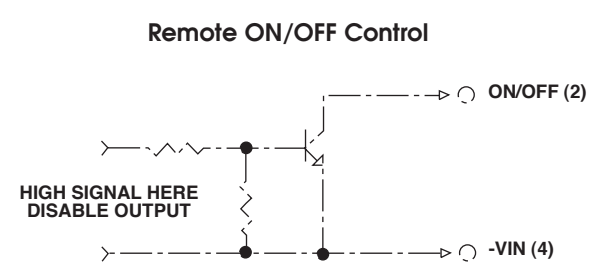 Remote ON/OFF Control
ON/OFF (2)
HIGH SIGNAL HERE
DISABLE OUTPUT
-VIN (4)